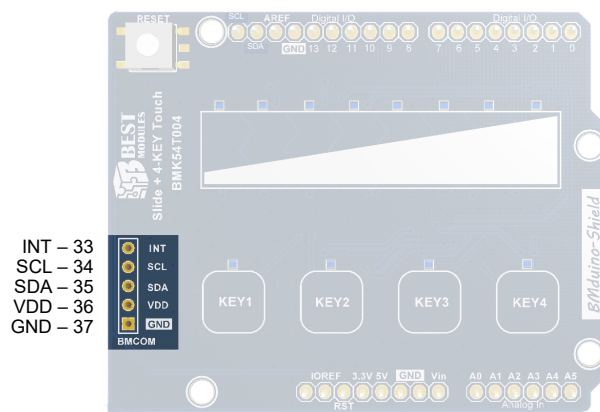 RESET
SCL
AREF
Digital I/O
Digital I/O
SDA
GND 13 12 11 10 9 8
7 6 5 4 3 2 1 0
BEST
MODULES
Slide + 4-KEY Touch
BMK54T004
INT – 33
SCL – 34
SDA – 35
VDD – 36
GND – 37
INT
SCL
SDA
VDD
GND
BMCOM
KEY1
KEY2
KEY3
KEY4
BMduino-Shield
IOREF 3.3V 5V GND Vin
RST
A0 A1 A2 A3 A4 A5
Analog In